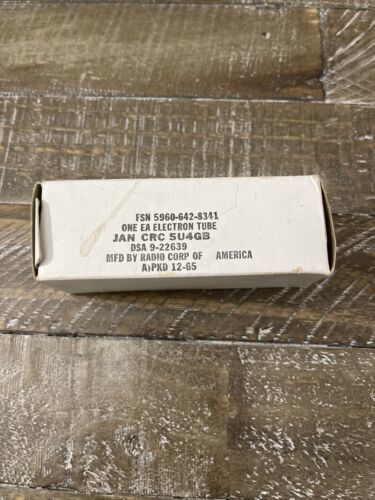 FSN 5960-642-8341
ONE EA ELECTRON TUBE
JAN CRC 5U4GB
DSA 9-22639
MFD BY RADIO CORP OF AMERICA
A)PKD 12-65